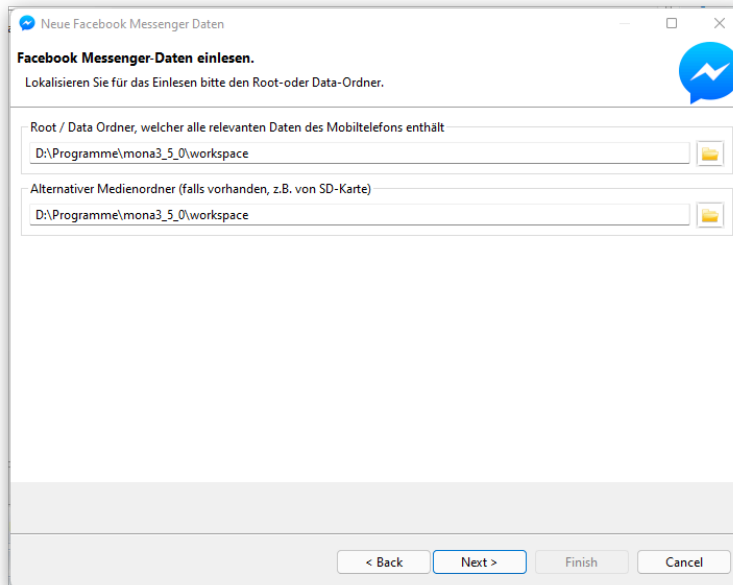 Neue Facebook Messenger Daten
Facebook Messenger-Daten einlesen.
Lokalisieren Sie für das Einlesen bitte den Root-oder Data-Ordner.
Root / Data Ordner, welcher alle relevanten Daten des Mobiltelefons enthält
D:\Programme\mona3_5_0\workspace
Alternativer Medienordner (falls vorhanden, z.B. von SD-Karte)
D:\Programme\mona3_5_0\workspace
< Back
Next >
Finish
Cancel